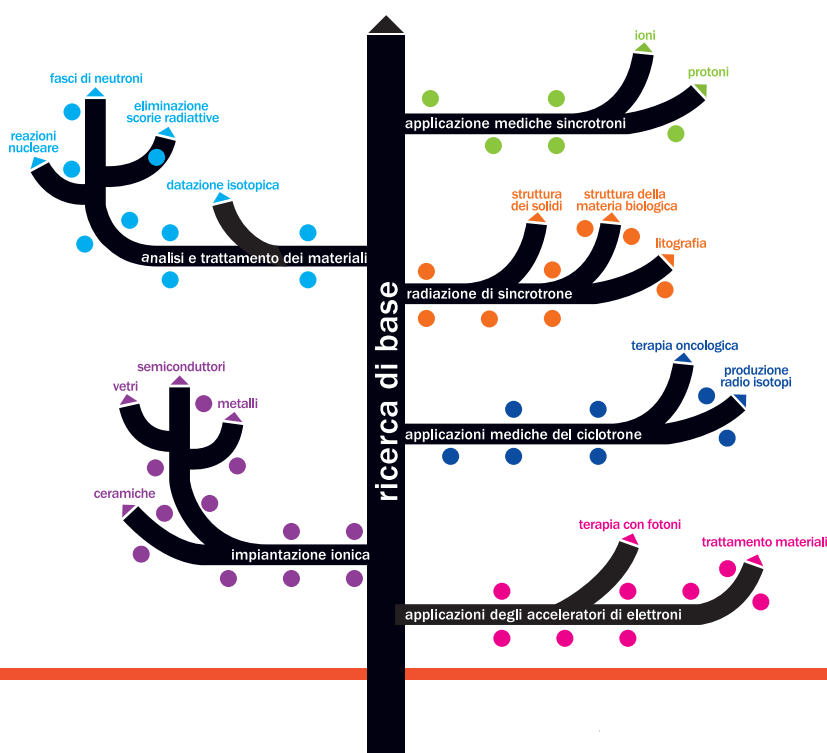 ioni
protoni
applicazione mediche sincrotroni
fasci di neutroni
eliminazione
scorie radiattive
reazioni
nucleare
datazione isotopica
analisi e trattamento dei materiali
struttura
dei solidi
struttura della
materia biologica
litografia
radiazione di sincrotrone
ricerca di base
terapia oncologica
produzione
radio isotopi
applicazioni mediche del ciclotrone
semiconduttori
vetri
metalli
ceramiche
impiantazione ionica
terapia con fotoni
trattamento materiali
applicazioni degli acceleratori di elettroni